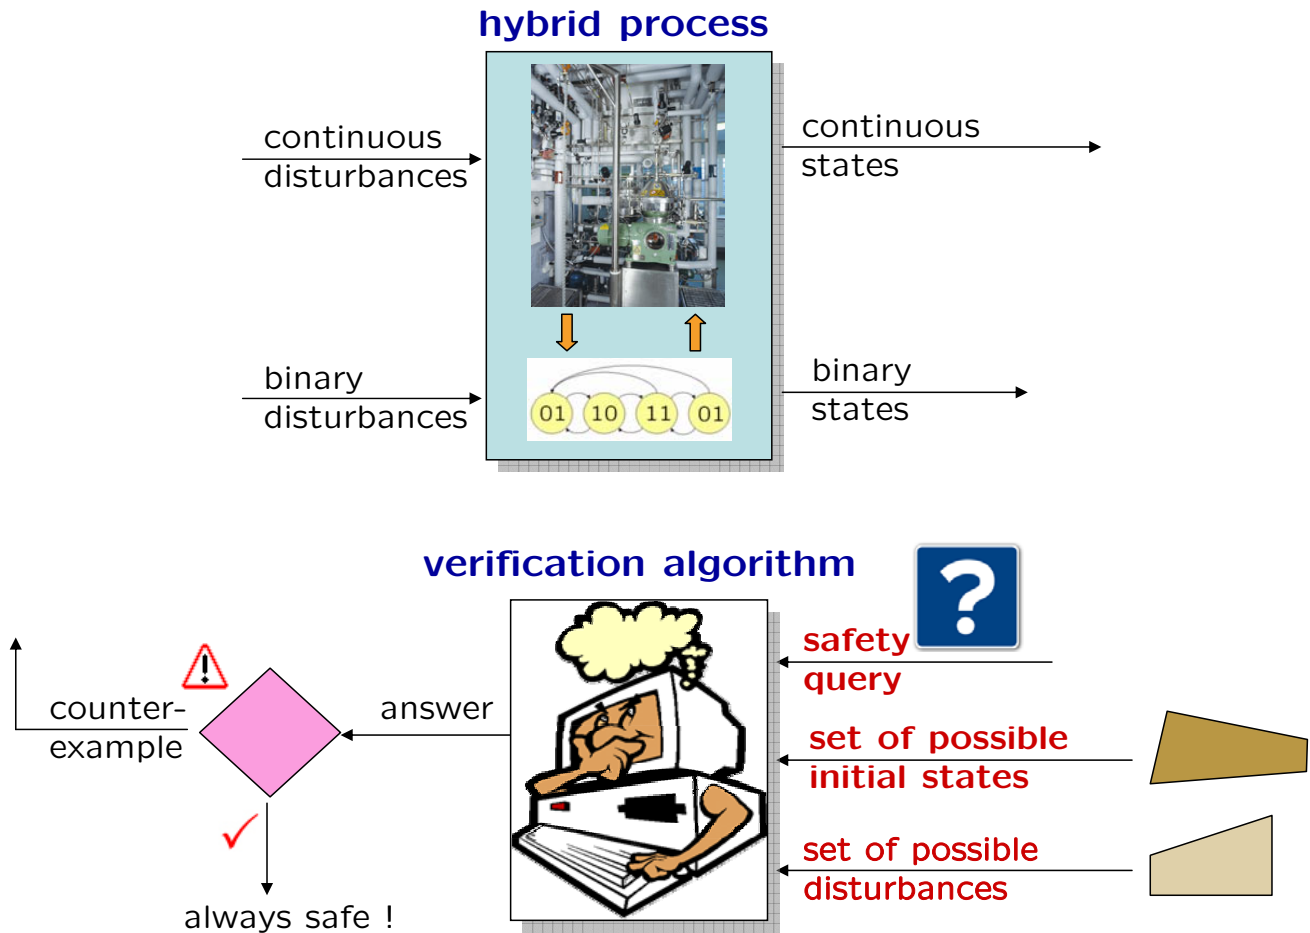 hybrid process
continuous
disturbances
continuous
states
binary
disturbances
binary
states
01 10 11 01
verification algorithm
?
safety
query
counter-
example
!
answer
set of possible
initial states
set of possible
disturbances
always safe !